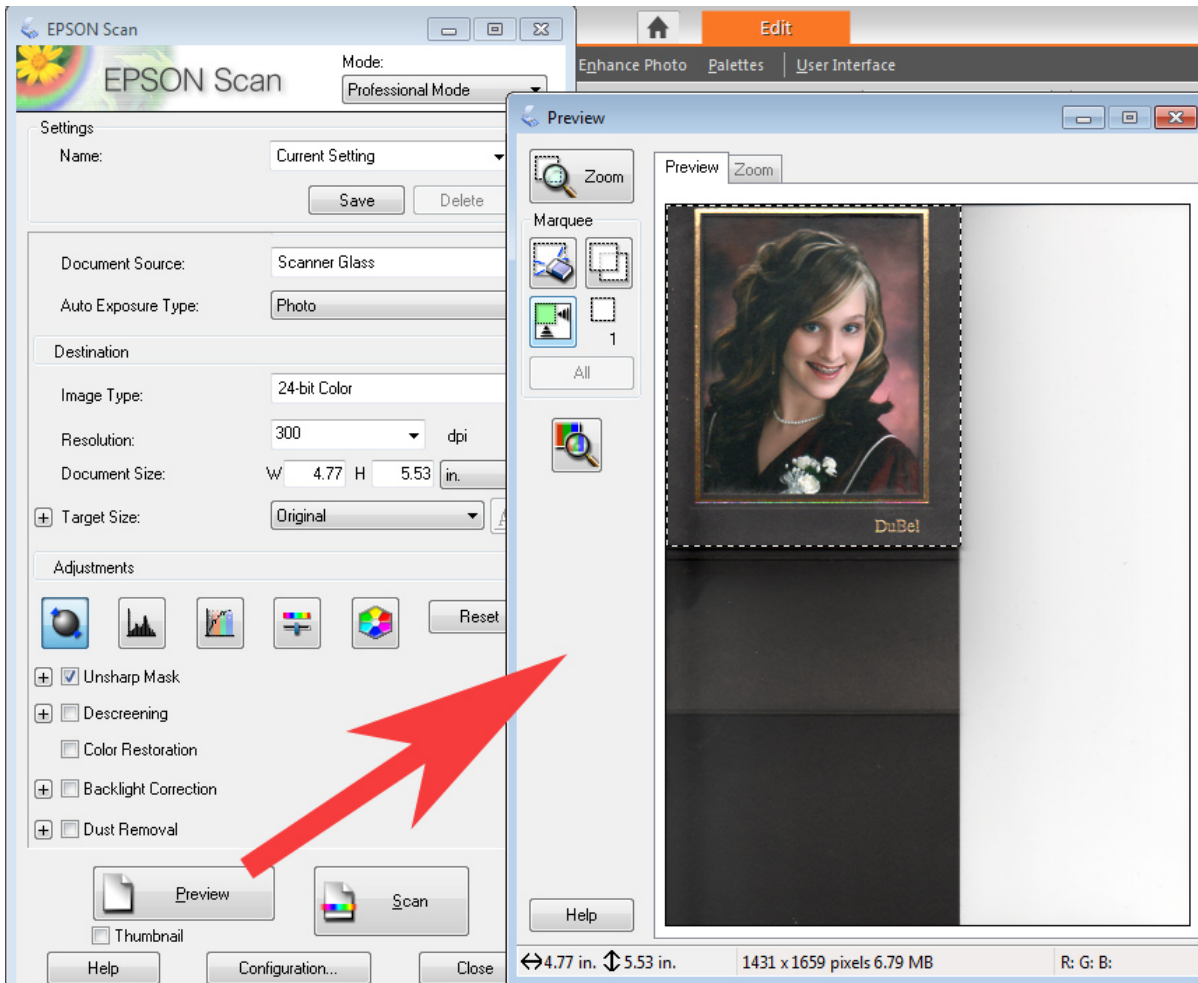 EPSON Scan
EPSON Scan
Mode:
Professional Mode
Settings
Name:
Current Setting
Save
Delete
Document Source:
Scanner Glass
Auto Exposure Type:
Photo
Destination
Image Type:
24-bit Color
Resolution:
300
dpi
Document Size:
W 4.77 H 5.53 in.
Target Size:
Original
Adjustments
Reset
Unsharp Mask
Descreening
Color Restoration
Backlight Correction
Dust Removal
Preview
Scan
Thumbnail
Help
Configuration...
Close
Edit
Enhance Photo Palettes User Interface
Preview
Zoom
Preview
Zoom
Marquee
1
All
DuBel
Help
4.77 in. 5.53 in.
1431 x 1659 pixels 6.79 MB
R: G: B: